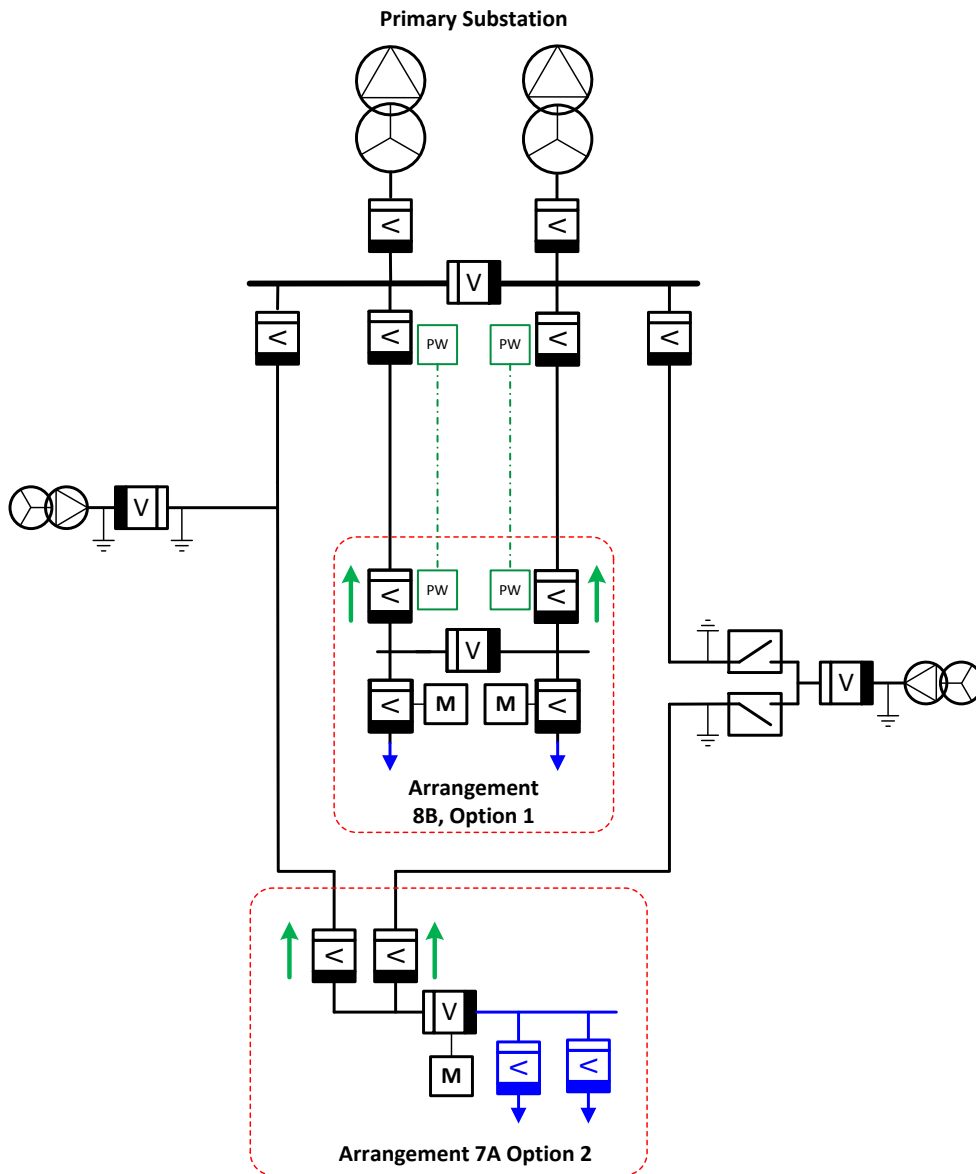 Primary Substation
V V
V
V V PW PW V V
V
V PW PW V
V
V
V M M V
Arrangement
8B, Option 1
V V
V
V V
M
Arrangement 7A Option 2